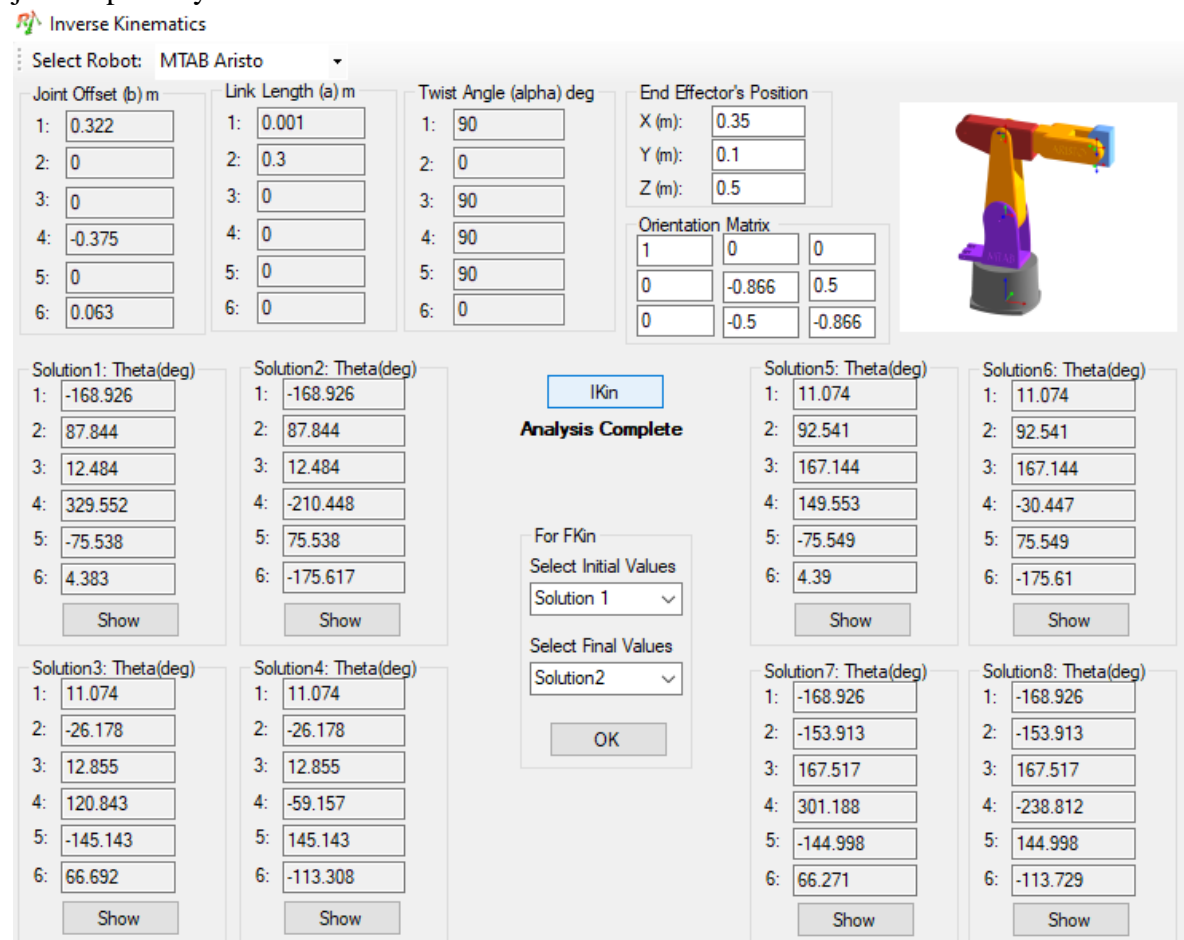 Inverse Kinematics
Select Robot: MTAB Aristo
Joint Offset (b) m
1: 0.322
2: 0
3: 0
4: -0.375
5: 0
6: 0.063
Link Length (a) m
1: 0.001
2: 0.3
3: 0
4: 0
5: 0
6: 0
Twist Angle (alpha) deg
1: 90
2: 0
3: 90
4: 90
5: 90
6: 0
End Effector's Position
X (m): 0.35
Y (m): 0.1
Z (m): 0.5
Orientation Matrix
1 0 0
0 -0.866 0.5
0 -0.5 -0.866
Solution1: Theta(deg)
1: -168.926
2: 87.844
3: 12.484
4: 329.552
5: -75.538
6: 4.383
Show
Solution2: Theta(deg)
1: -168.926
2: 87.844
3: 12.484
4: -210.448
5: 75.538
6: -175.617
Show
IKin
Analysis Complete
For FKin
Select Initial Values
Solution 1
Select Final Values
Solution2
OK
Solution5: Theta(deg)
1: 11.074
2: 92.541
3: 167.144
4: 149.553
5: -75.549
6: 4.39
Show
Solution6: Theta(deg)
1: 11.074
2: 92.541
3: 167.144
4: -30.447
5: 75.549
6: -175.61
Show
Solution3: Theta(deg)
1: 11.074
2: -26.178
3: 12.855
4: 120.843
5: -145.143
6: 66.692
Show
Solution4: Theta(deg)
1: 11.074
2: -26.178
3: 12.855
4: -59.157
5: 145.143
6: -113.308
Show
Solution7: Theta(deg)
1: -168.926
2: -153.913
3: 167.517
4: 301.188
5: -144.998
6: 66.271
Show
Solution8: Theta(deg)
1: -168.926
2: -153.913
3: 167.517
4: -238.812
5: 144.998
6: -113.729
Show